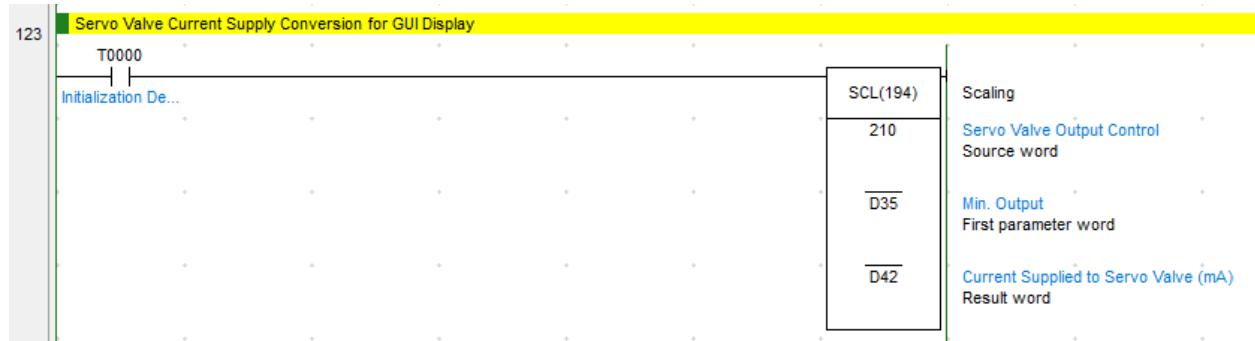 123
Servo Valve Current Supply Conversion for GUI Display
T0000
Initialization De...
SCL(194)
Scaling
210
Servo Valve Output Control
Source word
D35
Min. Output
First parameter word
D42
Current Supplied to Servo Valve (mA)
Result word